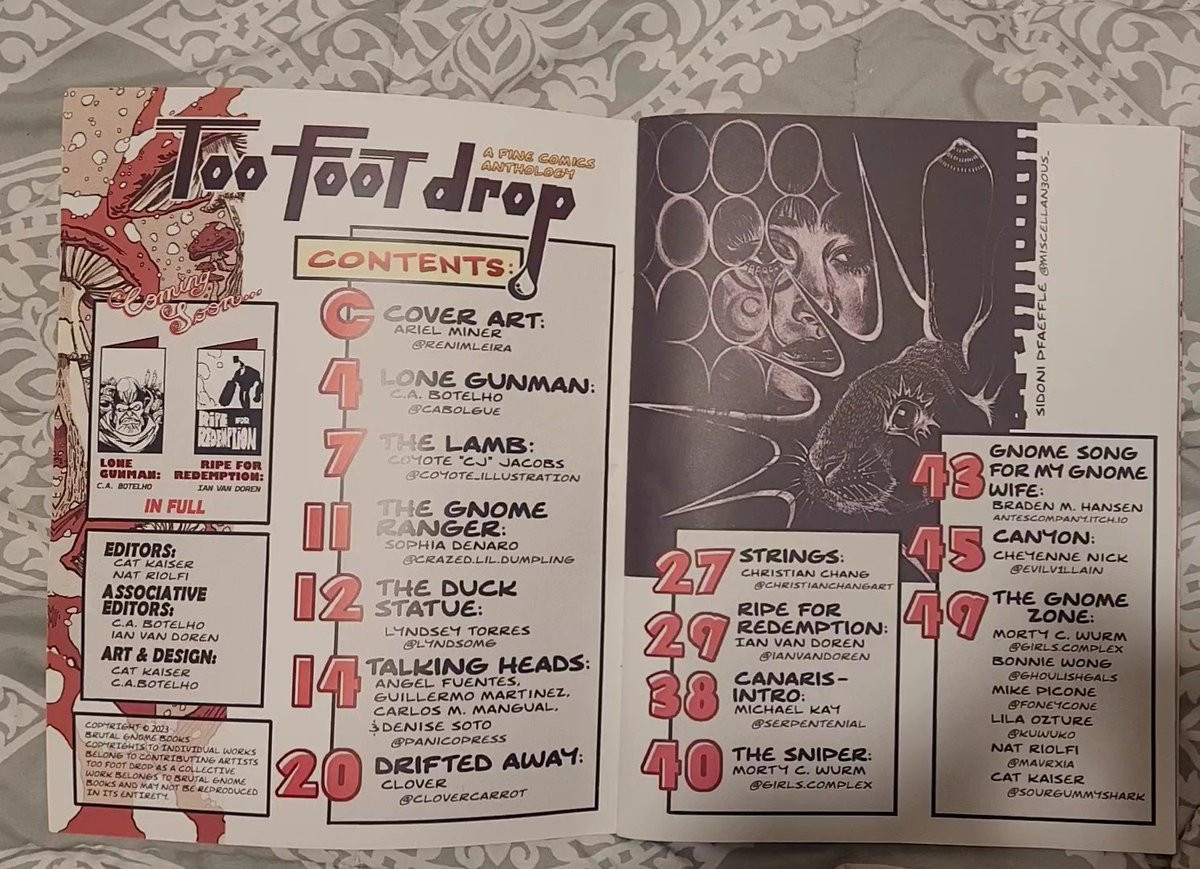 Too Foot drop
A FINE COMICS
ANTHOLOGY
CONTENTS:
Coming
Soon...
RIPE FOR
REDEMPTION
LONE
GUNMAN:
C.A. BOTELHO
RIPE FOR
REDEMPTION:
IAN VAN DOREN
IN FULL
EDITORS:
CAT KAISER
NAT RIOLFI
ASSOCIATIVE
EDITORS:
C.A. BOTELHO
IAN VAN DOREN
ART & DESIGN:
CAT KAISER
C.A.BOTELHO
COPYRIGHT © 2023
BRUTAL GNOME BOOKS
COPYRIGHTS TO INDIVIDUAL WORKS
BELONG TO CONTRIBUTING ARTISTS
TOO FOOT DROP AS A COLLECTIVE
WORK BELONGS TO BRUTAL GNOME
BOOKS AND MAY NOT BE REPRODUCED
IN ITS ENTIRETY.
C COVER ART:
ARIEL MINER
@RENIMLEIRA
4 LONE GUNMAN:
C.A. BOTELHO
@CABOLGUE
7 THE LAMB:
COYOTE "CJ" JACOBS
@COYOTE.ILLUSTRATION
11 THE GNOME
RANGER:
SOPHIA DENARO
@CRAZED.LIL.DUMPLING
12 THE DUCK
STATUE:
LYNDSEY TORRES
@LYNDSOMG
14 TALKING HEADS:
ANGEL FUENTES,
GUILLERMO MARTINEZ,
CARLOS M. MANGUAL,
& DENISE SOTO
@PANICOPRESS
20 DRIFTED AWAY:
CLOVER
@CLOVERCARROT
SIDONI PFAEFFLE @MISCELLAN3OUS_
27 STRINGS:
CHRISTIAN CHANG
@CHRISTIANCHANGART
29 RIPE FOR
REDEMPTION:
IAN VAN DOREN
@IANVANDOREN
38 CANARIS-
INTRO:
MICHAEL KAY
@SERPENTENIAL
40 THE SNIPER:
MORTY C. WURM
@GIRLS.COMPLEX
43 GNOME SONG
FOR MY GNOME
WIFE:
BRADEN M. HANSEN
ANTESCOMPANY.ITCH.IO
45 CANYON:
CHEYENNE NICK
@EVILV1LLAIN
49 THE GNOME
ZONE:
MORTY C. WURM
@GIRLS.COMPLEX
BONNIE WONG
@GHOULISHGALS
MIKE PICONE
@FONEYCONE
LILA OZTURE
@KUWUKO
NAT RIOLFI
@MAVRXIA
CAT KAISER
@SOURGUMMYSHARK